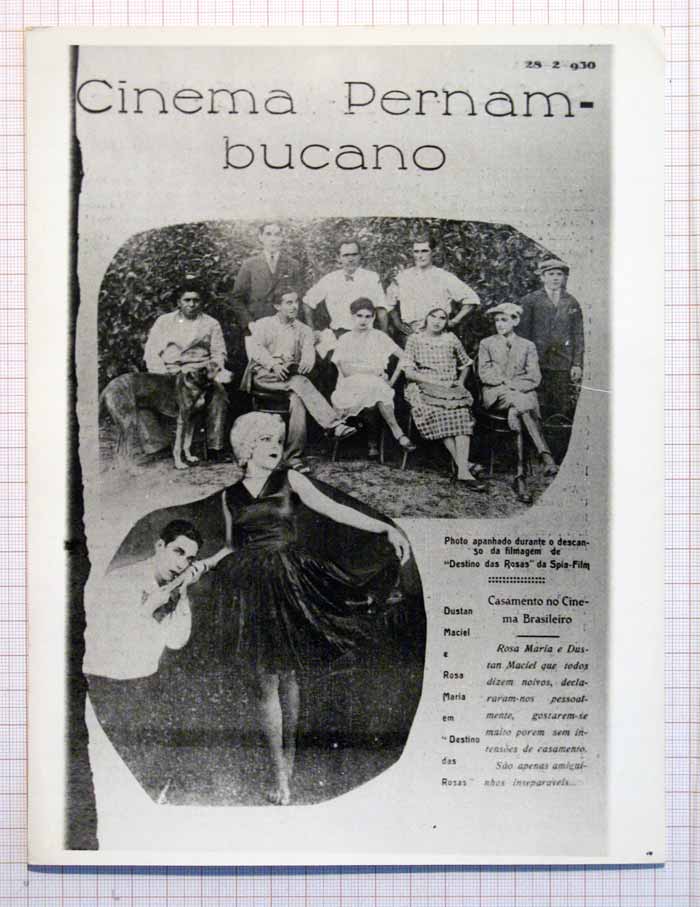 28-2-930
Cinema Pernam-
bucano
Photo apanhado durante o descan-
so da filmagem de
"Destino das Rosas" da Spia-Film
Dustan
Maciel
e
Rosa
Maria
em
"Destino
das
Rosas"
Casamento no Cine-
ma Brasileiro
Rosa Maria e Dus-
tan Maciel que todos
dizem noivos, decla-
raram-nos pessoal-
mente, gostarem-se
muito porem sem in-
tensões de casamento.
São apenas amigui-
nhos inseparaveis...